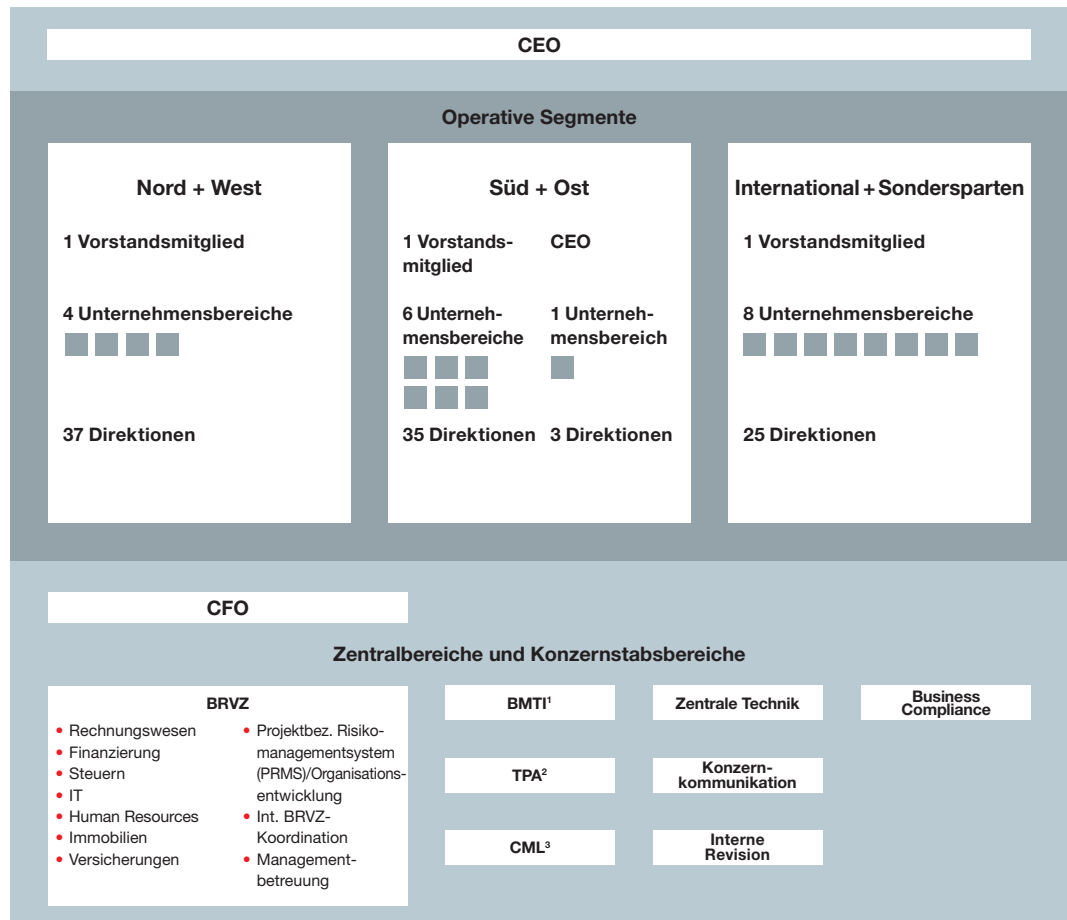 CEO
Operative Segmente
Nord + West
1 Vorstandsmitglied
4 Unternehmensbereiche
37 Direktionen
Süd + Ost
1 Vorstands-
mitglied
6 Unterneh-
mensbereiche
35 Direktionen
CEO
1 Unterneh-
mensbereich
3 Direktionen
International + Sondersparten
1 Vorstandsmitglied
8 Unternehmensbereiche
25 Direktionen
CFO
Zentralbereiche und Konzernstabsbereiche
BRVZ
• Rechnungswesen
• Finanzierung
• Steuern
• IT
• Human Resources
• Immobilien
• Versicherungen
• Projektbez. Risiko-
managementsystem
(PRMS)/Organisations-
entwicklung
• Int. BRVZ-
Koordination
• Management-
betreuung
BMTI¹
TPA²
CML³
Zentrale Technik
Konzern-
kommunikation
Interne
Revision
Business
Compliance